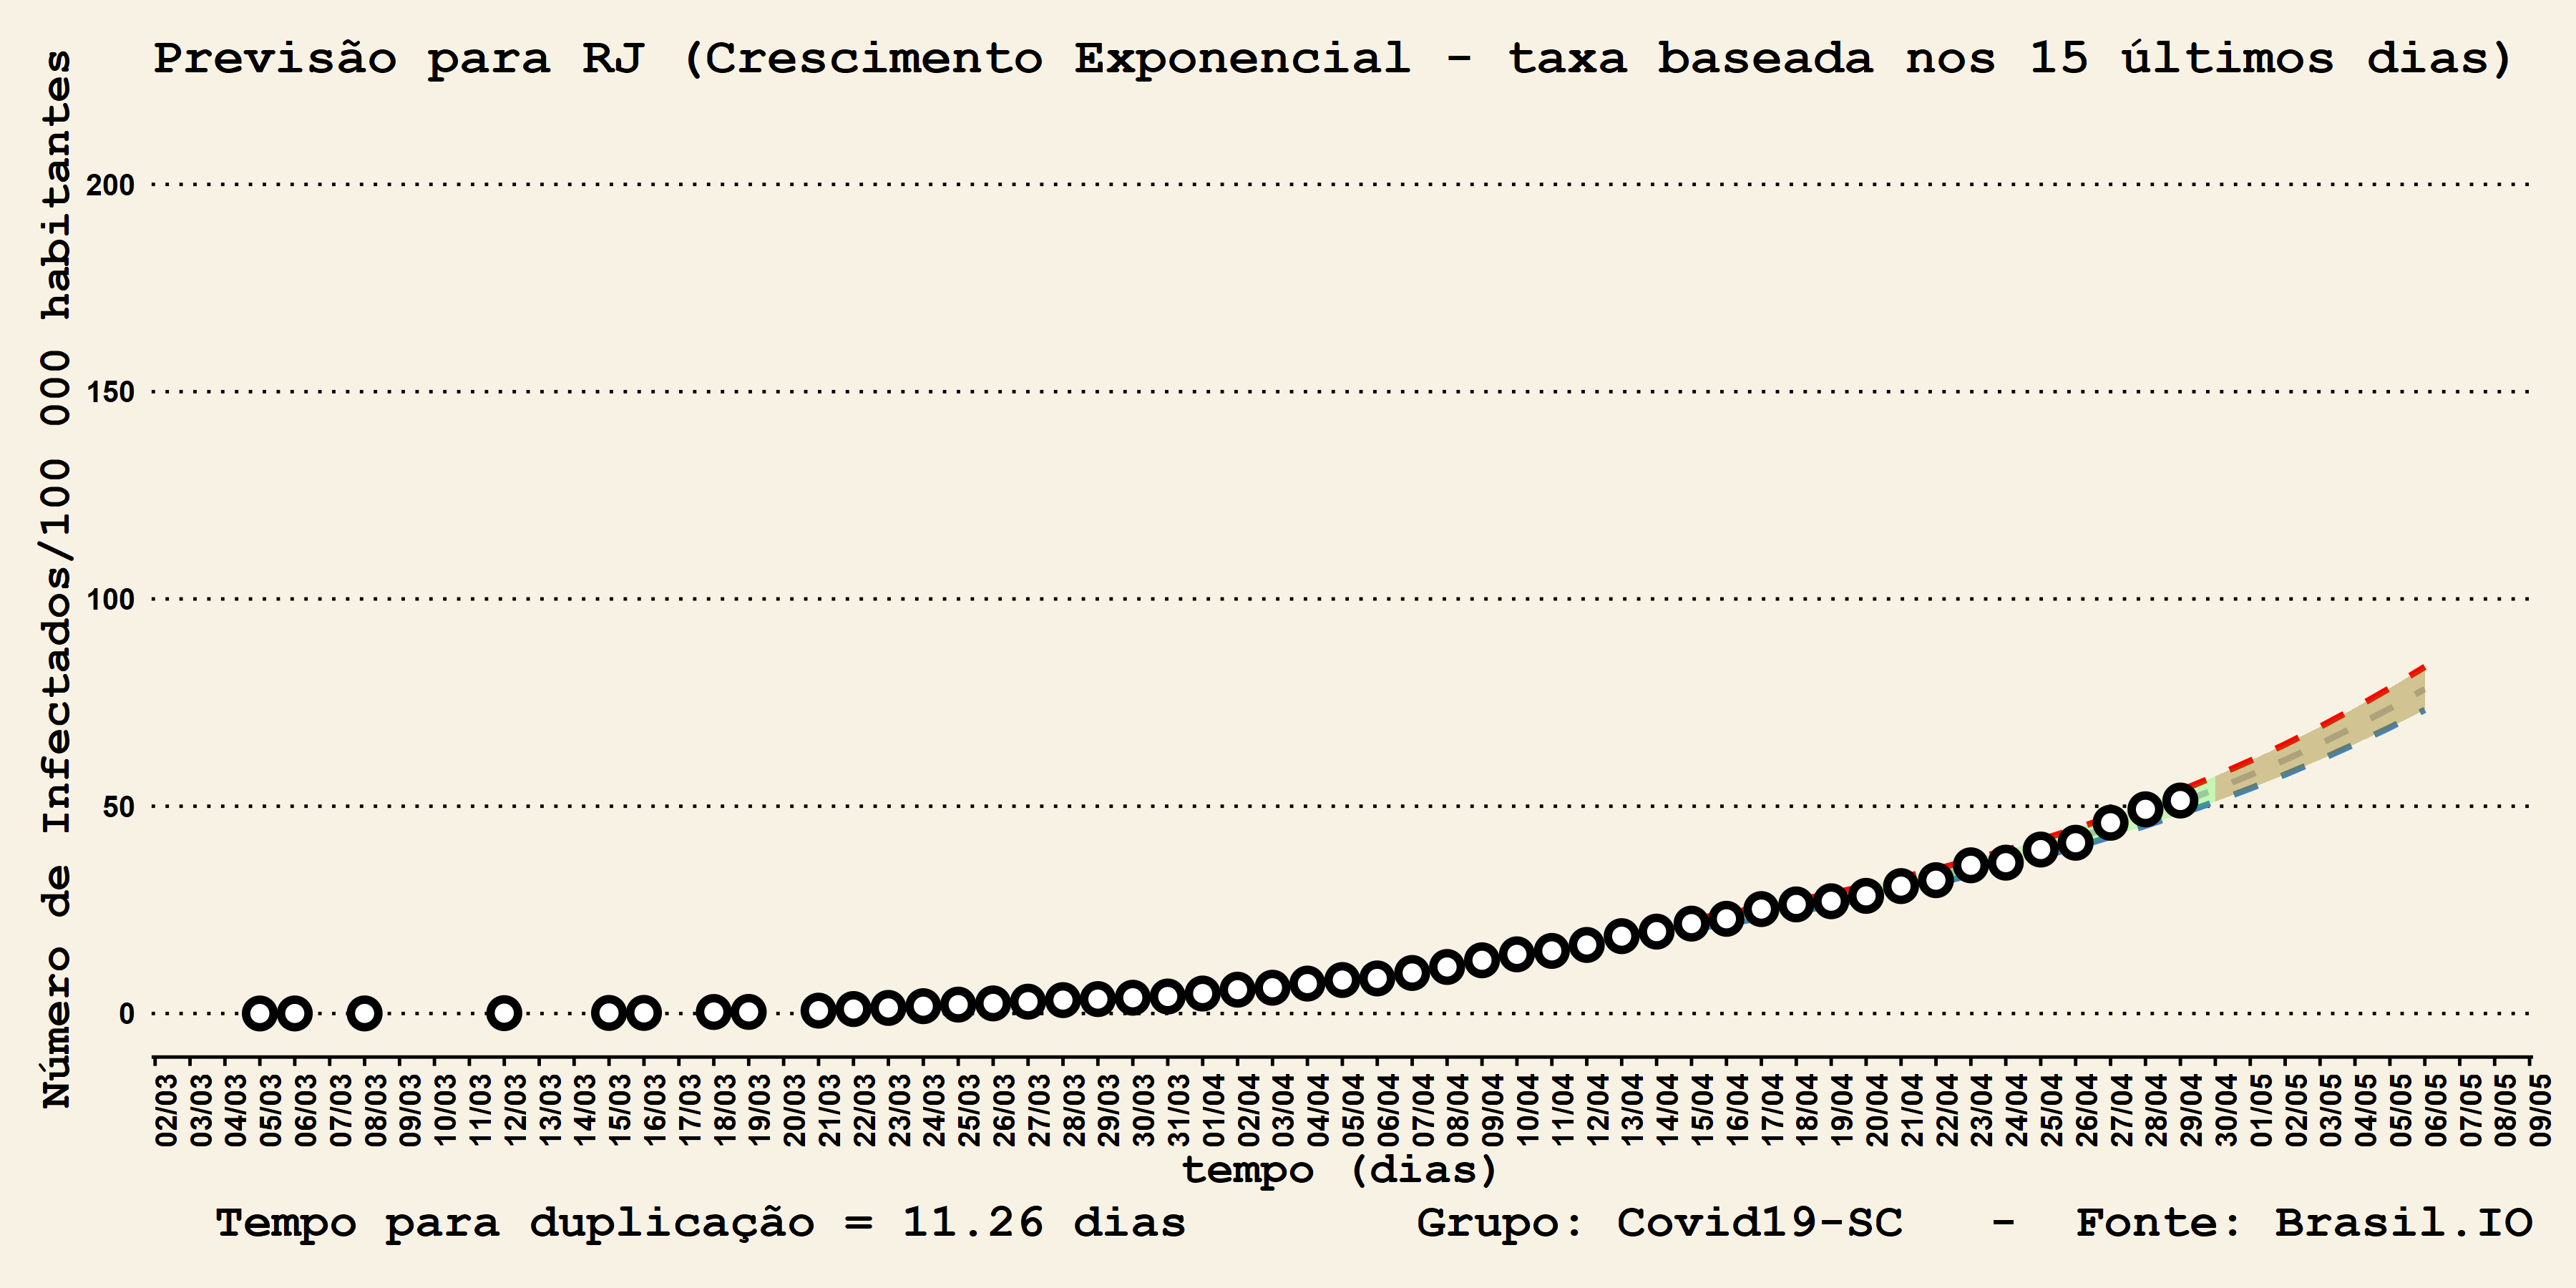 Previsão para RJ (Crescimento Exponencial - taxa baseada nos 15 últimos dias)
Número de Infectados/100 000 habitantes
200
150
100
50
0
02/03 03/03 04/03 05/03 06/03 07/03 08/03 09/03 10/03 11/03 12/03 13/03 14/03 15/03 16/03 17/03 18/03 19/03 20/03 21/03 22/03 23/03 24/03 25/03 26/03 27/03 28/03 29/03 30/03 31/03 01/04 02/04 03/04 04/04 05/04 06/04 07/04 08/04 09/04 10/04 11/04 12/04 13/04 14/04 15/04 16/04 17/04 18/04 19/04 20/04 21/04 22/04 23/04 24/04 25/04 26/04 27/04 28/04 29/04 30/04 01/05 02/05 03/05 04/05 05/05 06/05 07/05 08/05 09/05
tempo (dias)
Tempo para duplicação = 11.26 dias Grupo: Covid19-SC - Fonte: Brasil.IO